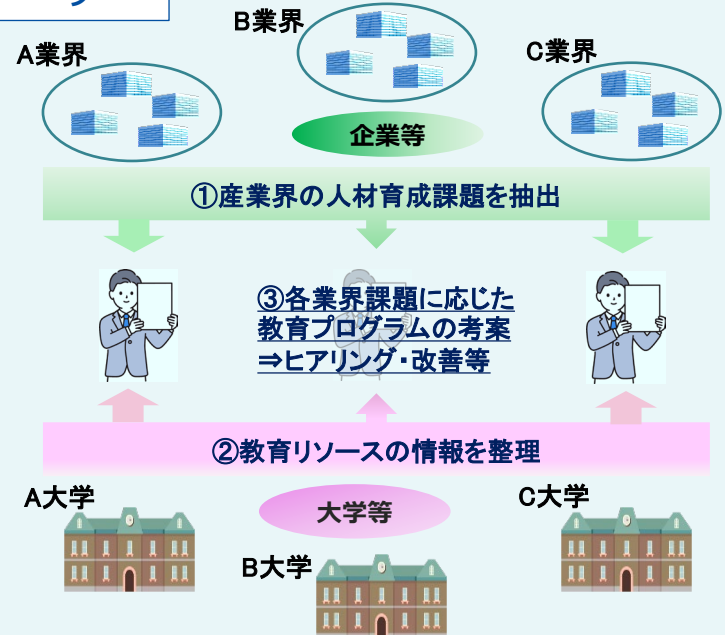 B業界
A業界
C業界
企業等
①産業界の人材育成課題を抽出
③各業界課題に応じた
教育プログラムの考案
⇒ヒアリング・改善等
②教育リソースの情報を整理
A大学
大学等
C大学
B大学